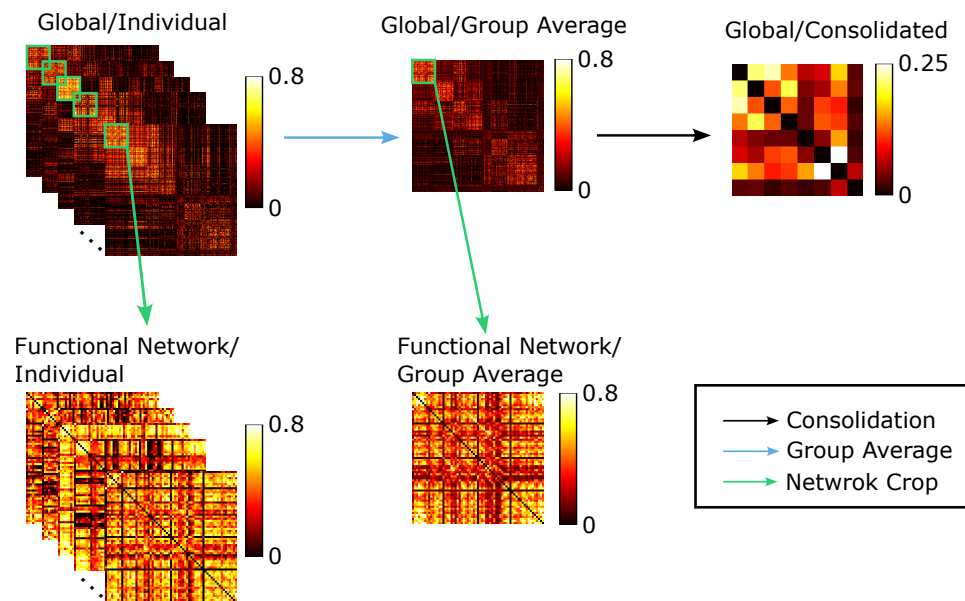 Global/Individual
0.8
0
Global/Group Average
0.8
0
Global/Consolidated
0.25
0
Functional Network/
Individual
0.8
0
Functional Network/
Group Average
0.8
0
Consolidation
Group Average
Netwrok Crop